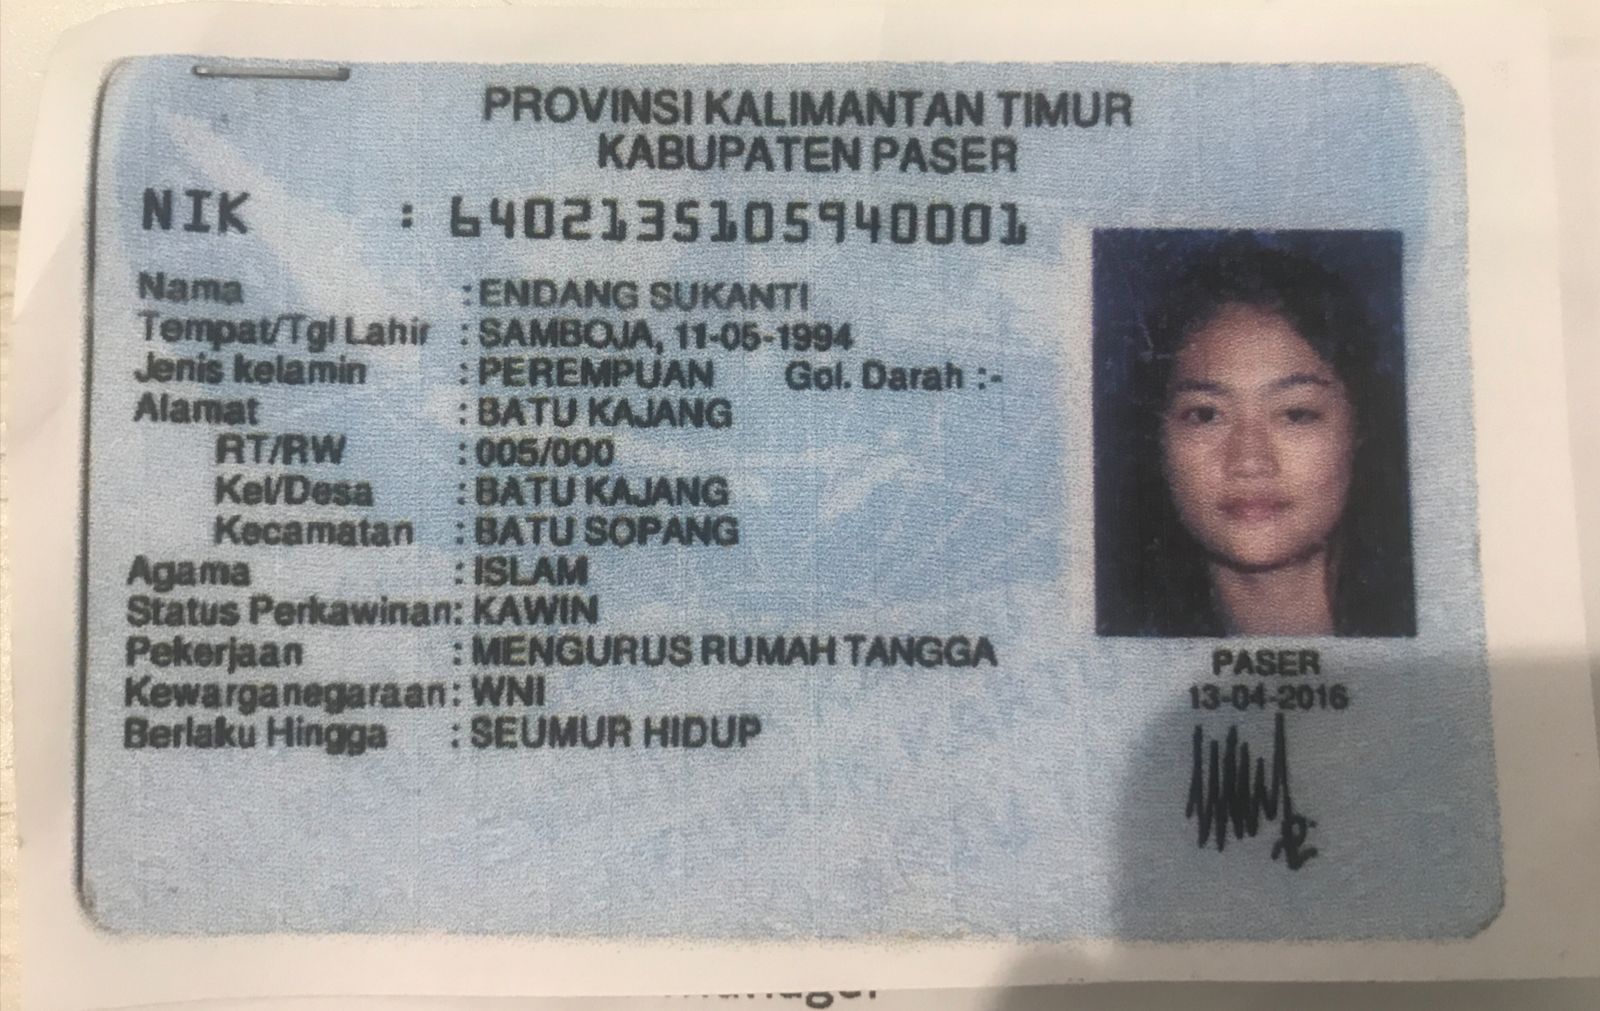 PROVINSI KALIMANTAN TIMUR
KABUPATEN PASER
NIK : 6402135105940001
Nama : ENDANG SUKANTI
Tempat/Tgl Lahir : SAMBOJA, 11-05-1994
Jenis kelamin : PEREMPUAN Gol. Darah :-
Alamat : BATU KAJANG
RT/RW : 005/000
Kel/Desa : BATU KAJANG
Kecamatan : BATU SOPANG
Agama : ISLAM
Status Perkawinan: KAWIN
Pekerjaan : MENGURUS RUMAH TANGGA
Kewarganegaraan: WNI
Berlaku Hingga : SEUMUR HIDUP
PASER
13-04-2016